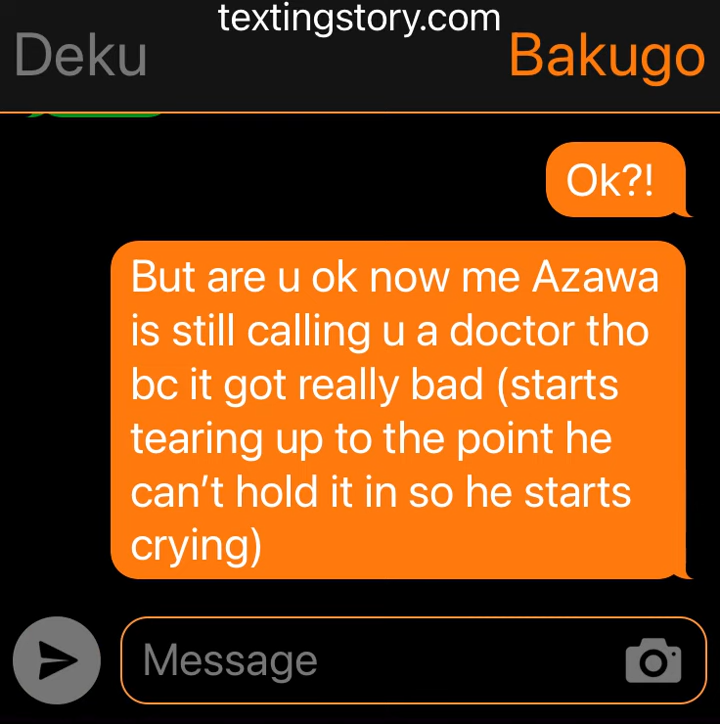 textingstory.com
Deku
Bakugo
Ok?!
But are u ok now me Azawa
is still calling u a doctor tho
bc it got really bad (starts
tearing up to the point he
can't hold it in so he starts
crying)
Message